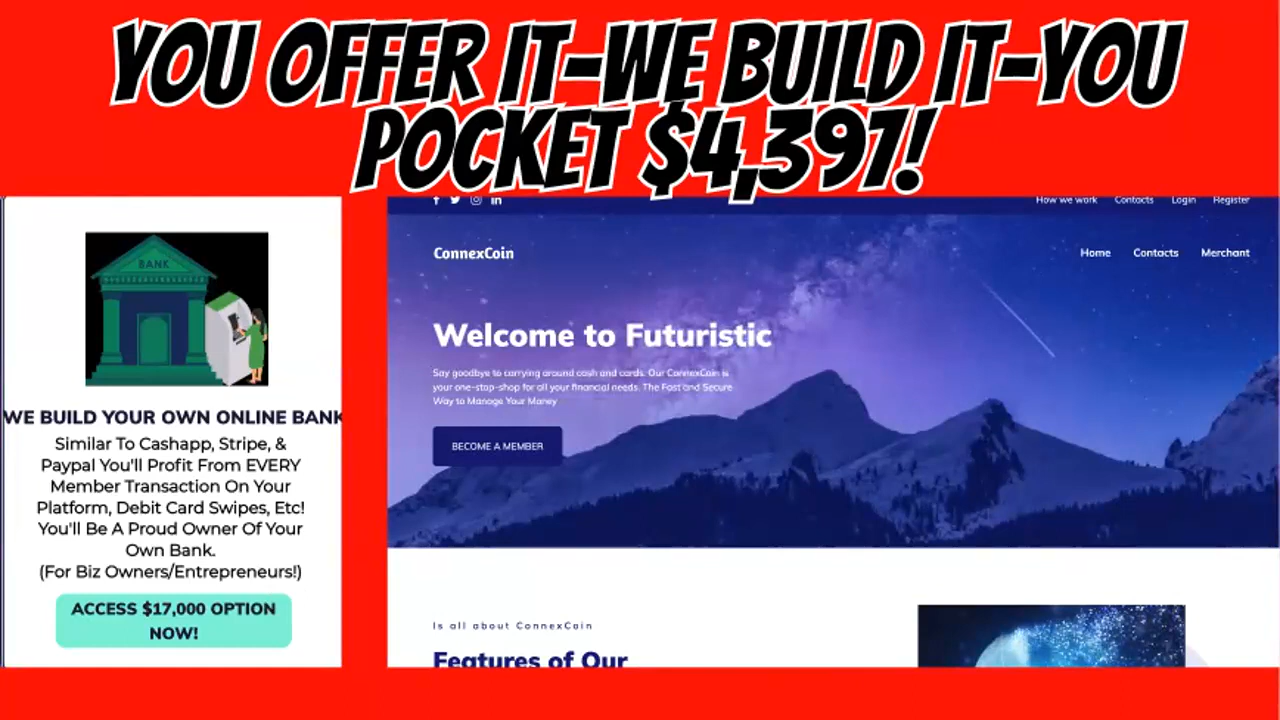 YOU OFFER IT-WE BUILD IT-YOU
POCKET $4,397!
How we work Contacts Login Register
ConnexCoin
Home Contacts Merchant
Welcome to Futuristic
Say goodbye to carrying around cash and cards. Our ConnexCoin is
your one-stop-shop for all your financial needs. The Fast and Secure
Way to Manage Your Money
BECOME A MEMBER
Is all about ConnexCoin
Features of Our
BANK
WE BUILD YOUR OWN ONLINE BANK
Similar To Cashapp, Stripe, &
Paypal You'll Profit From EVERY
Member Transaction On Your
Platform, Debit Card Swipes, Etc!
You'll Be A Proud Owner Of Your
Own Bank.
(For Biz Owners/Entrepreneurs!)
ACCESS $17,000 OPTION
NOW!